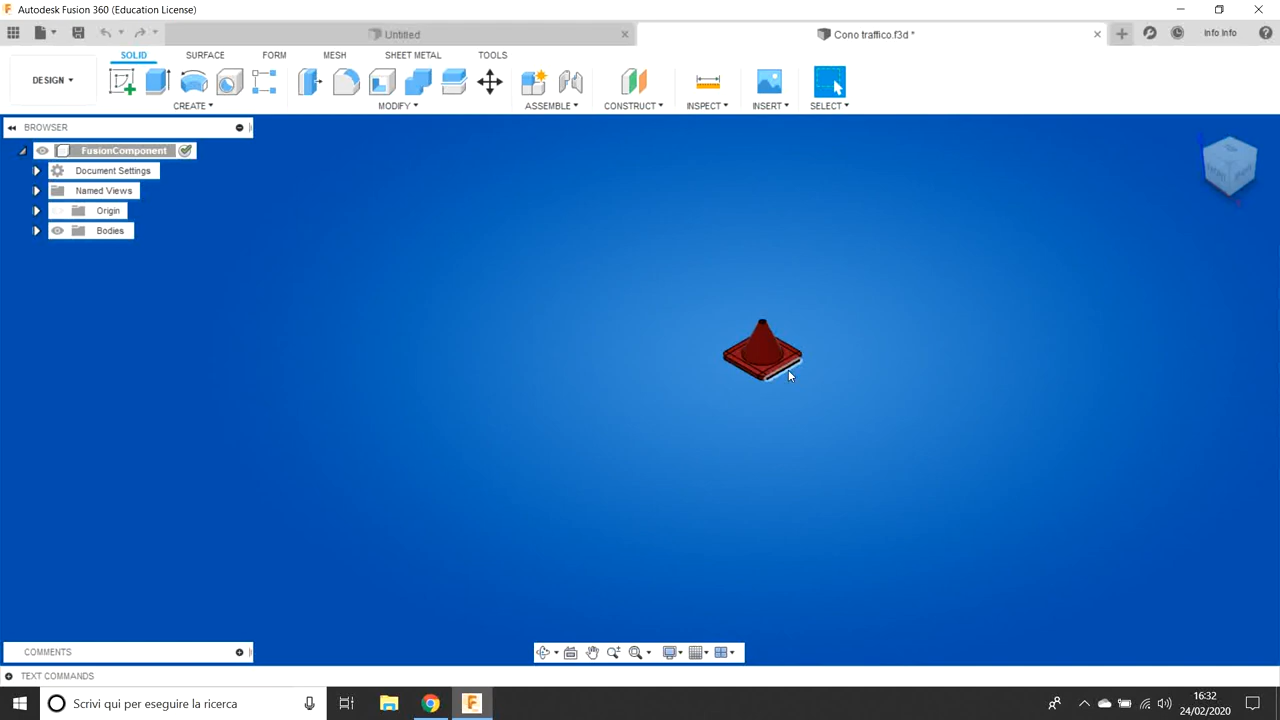 Autodesk Fusion 360 (Education License)
Untitled
Cono traffico.f3d *
Info Info
DESIGN
SOLID
SURFACE
FORM
MESH
SHEET METAL
TOOLS
CREATE
MODIFY
ASSEMBLE
CONSTRUCT
INSPECT
INSERT
SELECT
BROWSER
FusionComponent
Document Settings
Named Views
Origin
Bodies
COMMENTS
TEXT COMMANDS
Scrivi qui per eseguire la ricerca
16:32
24/02/2020